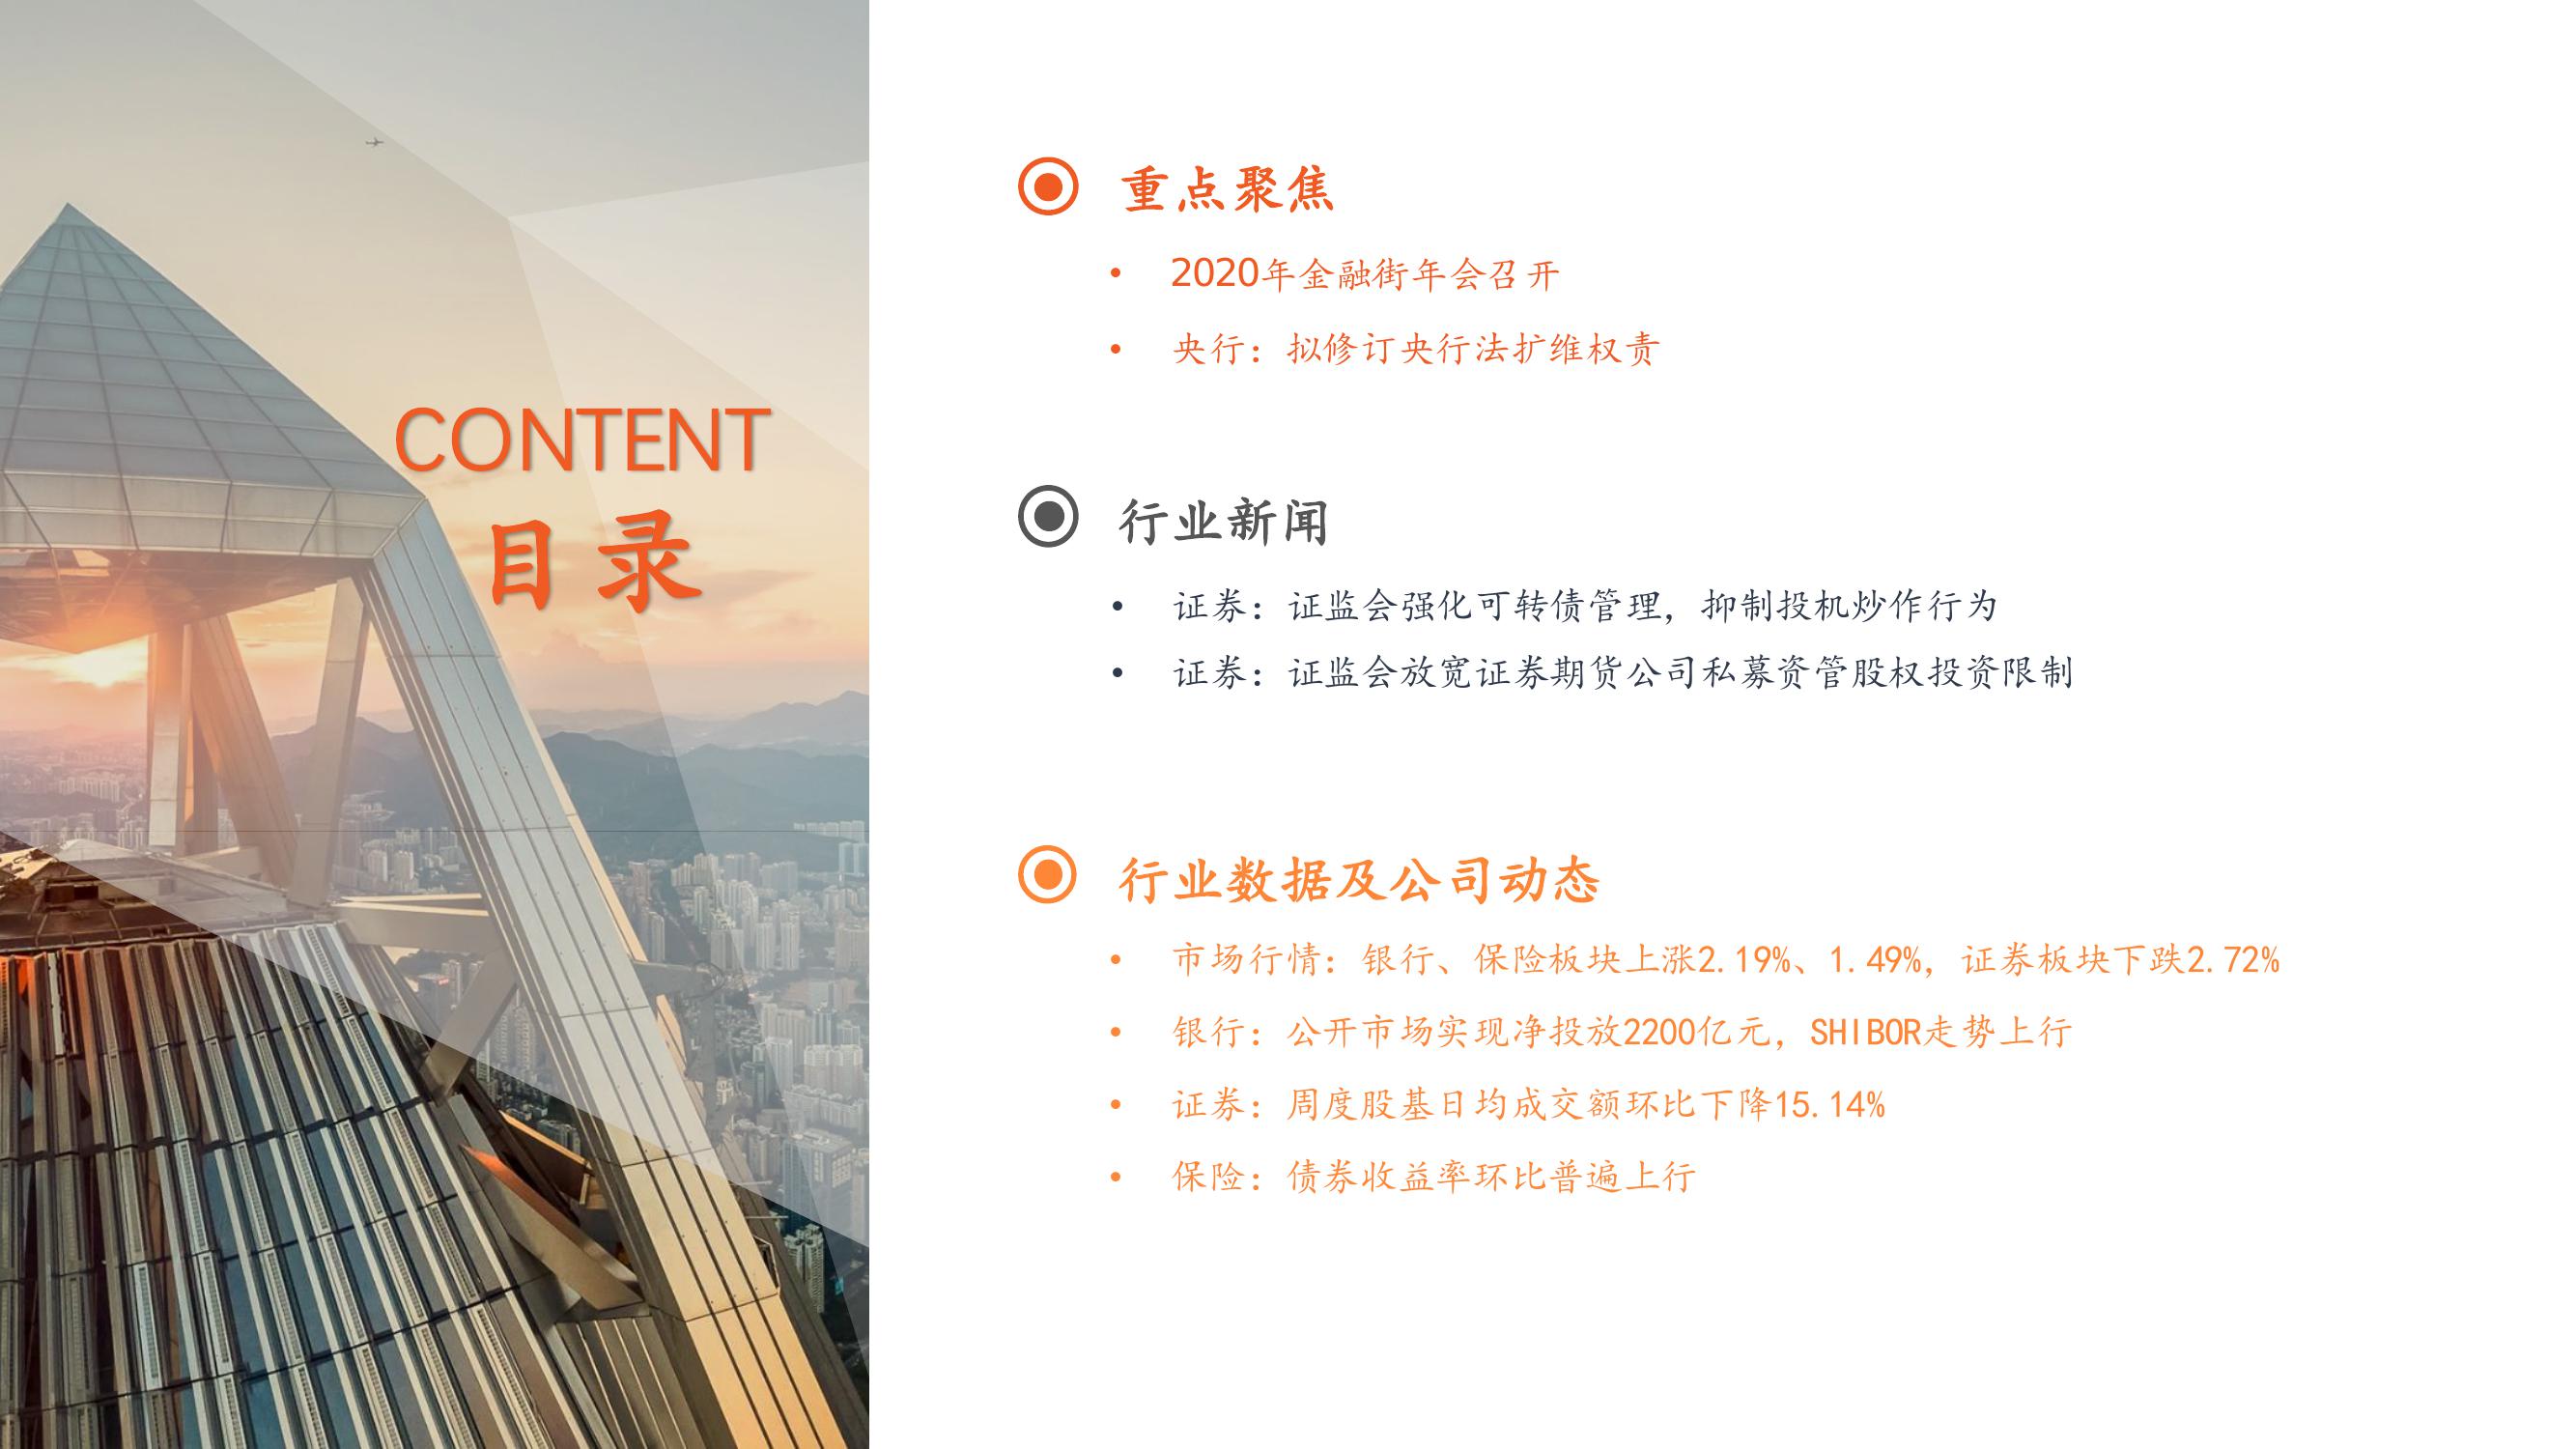 CONTENT
目录
重点聚焦
• 2020年金融街年会召开
• 央行：拟修订央行法扩维权责
行业新闻
• 证券：证监会强化可转债管理，抑制投机炒作行为
• 证券：证监会放宽证券期货公司私募资管股权投资限制
行业数据及公司动态
• 市场行情：银行、保险板块上涨2.19%、1.49%，证券板块下跌2.72%
• 银行：公开市场实现净投放2200亿元，SHIBOR走势上行
• 证券：周度股基日均成交额环比下降15.14%
• 保险：债券收益率环比普遍上行